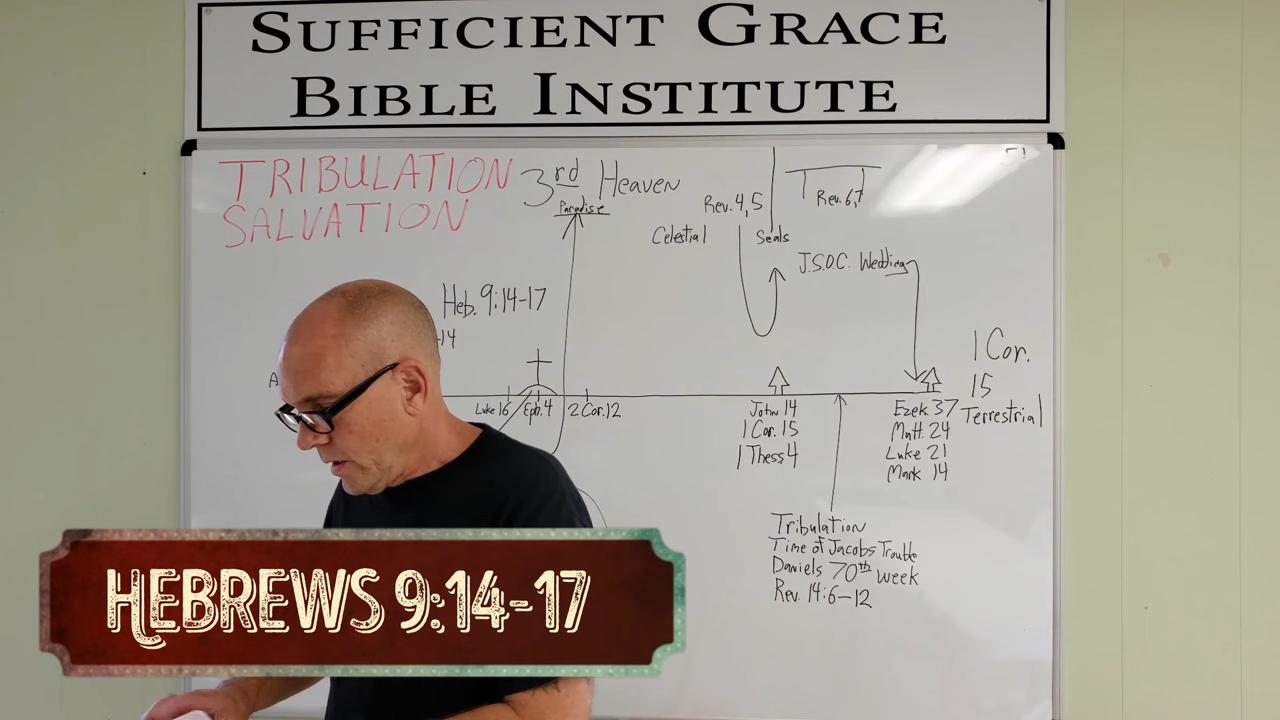 SUFFICIENT GRACE
BIBLE INSTITUTE
TRIBULATION
SALVATION
3rd Heaven
Paradise
Rev. 4,5
Rev. 6,7
Celestial
Seals
J.S.O.C. Wedding
Heb. 9:14-17
-14
A
1 Cor.
15
Terrestrial
Luke 16
Eph. 4
2 Cor. 12
John 14
1 Cor. 15
1 Thess 4
Ezek. 37
Matt. 24
Luke 21
Mark 14
Tribulation
Time of Jacobs Trouble
Daniels 70th Week
Rev. 14:6-12
HEBREWS 9:14-17